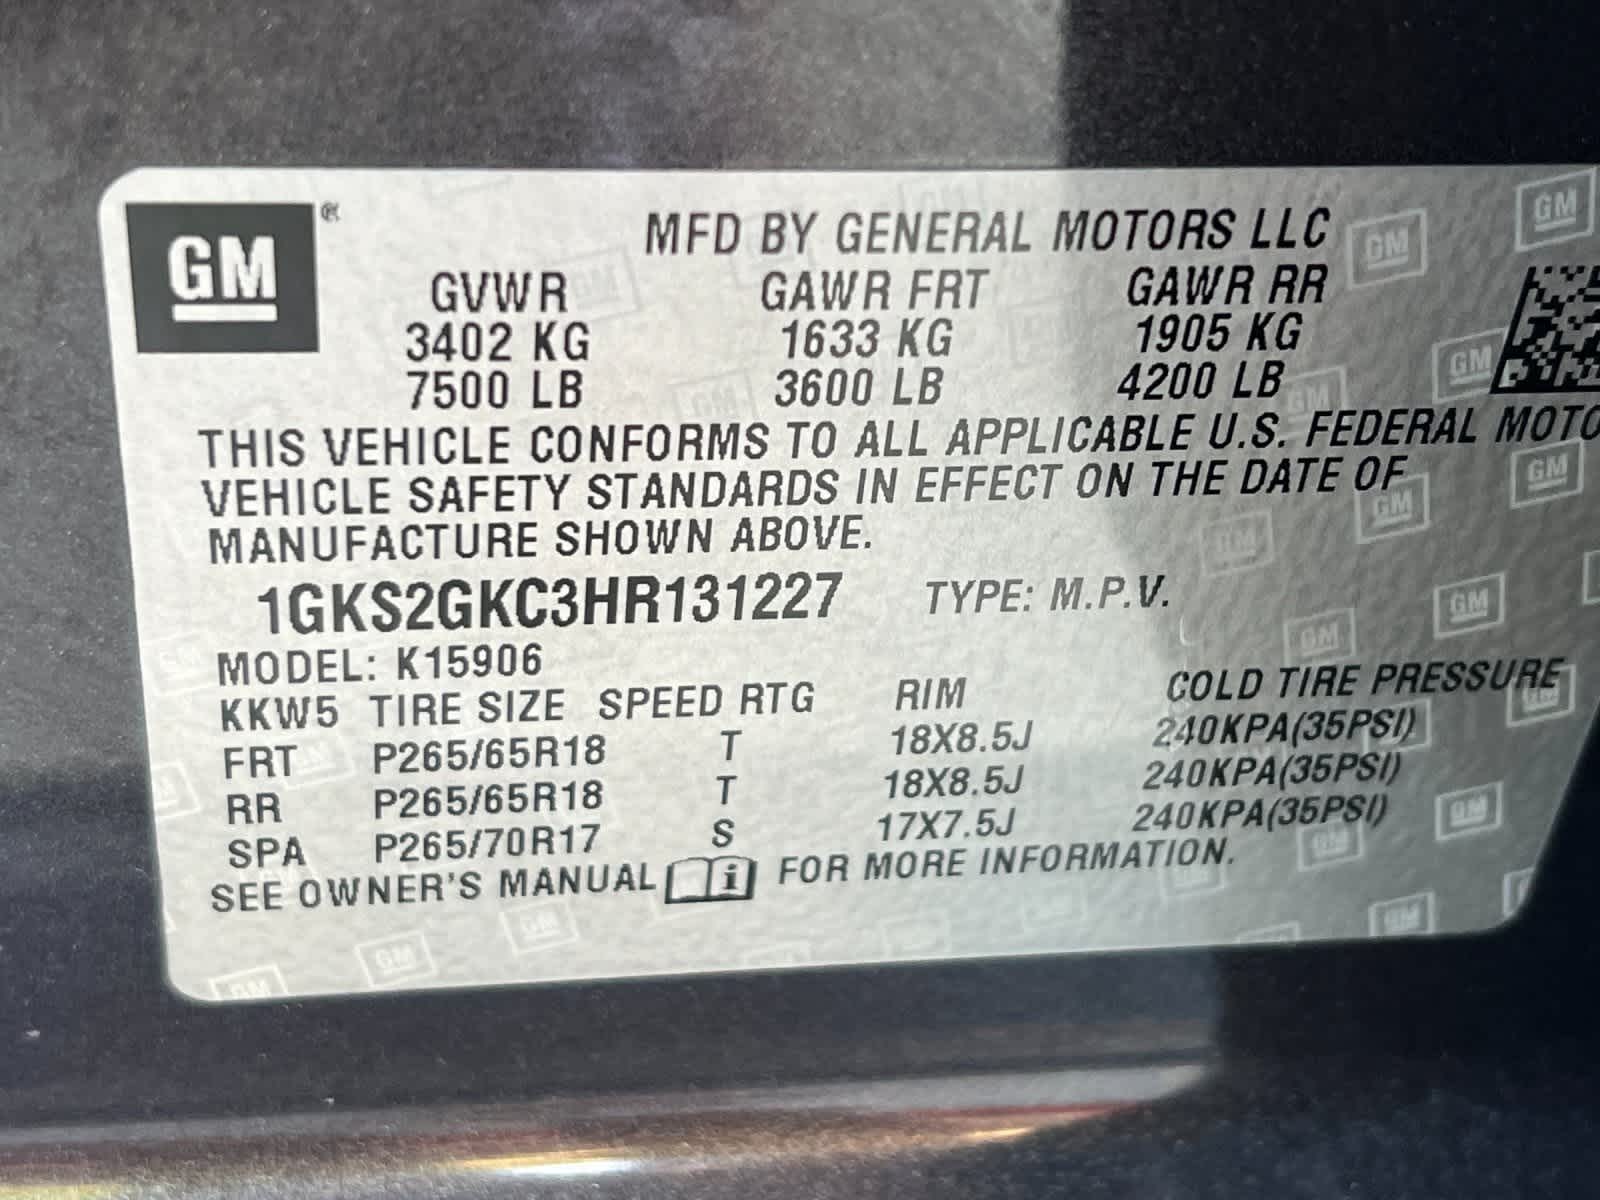 GM
MFD BY GENERAL MOTORS LLC
GVWR GAWR FRT GAWR RR
3402 KG 1633 KG 1905 KG
7500 LB 3600 LB 4200 LB
THIS VEHICLE CONFORMS TO ALL APPLICABLE U.S. FEDERAL MOTO
VEHICLE SAFETY STANDARDS IN EFFECT ON THE DATE OF
MANUFACTURE SHOWN ABOVE.
1GKS2GKC3HR131227 TYPE: M.P.V.
MODEL: K15906
KKW5 TIRE SIZE SPEED RTG RIM COLD TIRE PRESSURE
FRT P265/65R18 T 18X8.5J 240KPA(35PSI)
RR P265/65R18 T 18X8.5J 240KPA(35PSI)
SPA P265/70R17 S 17X7.5J 240KPA(35PSI)
SEE OWNER'S MANUAL i FOR MORE INFORMATION.